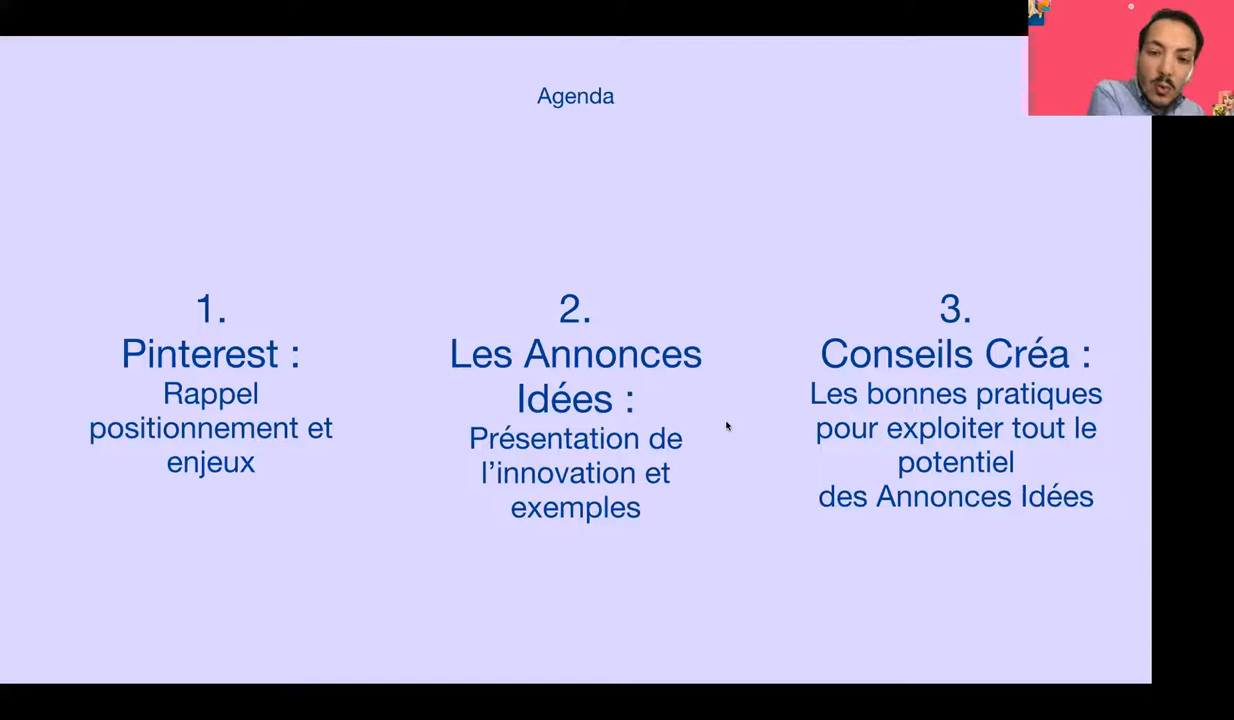 Agenda
1.
Pinterest :
Rappel
positionnement et
enjeux
2.
Les Annonces
Idées :
Présentation de
l’innovation et
exemples
3.
Conseils Créa :
Les bonnes pratiques
pour exploiter tout le
potentiel
des Annonces Idées